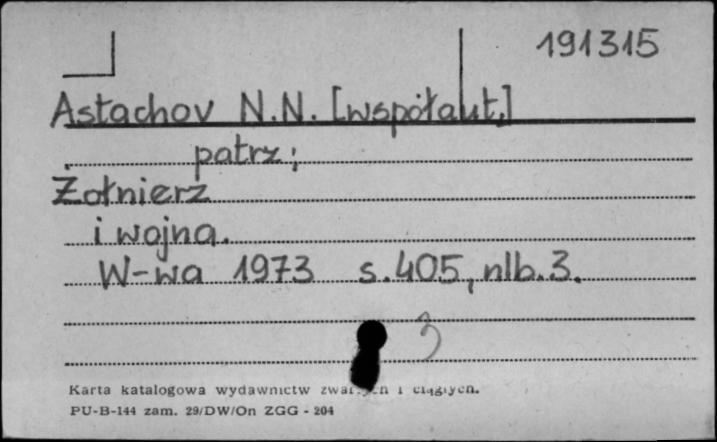 191315
Astachov N.N. [współaut.]
patrz:
Żołnierz
i wojna.
W-wa 1973 s.405, nlb.3.
3
Karta katalogowa wydawnictw i ciągłych.
PU-B-144 zam. 29/DW/On ZGG - 204